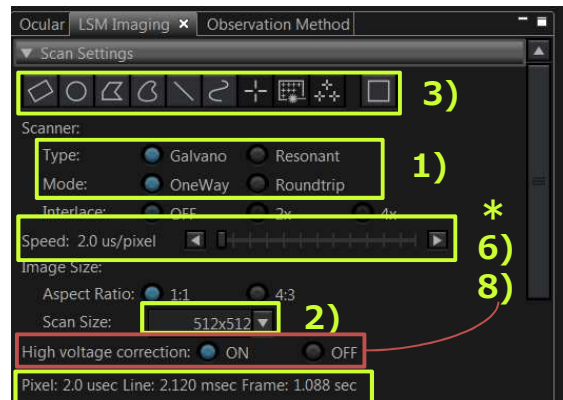 Ocular LSM Imaging × Observation Method
Scan Settings
3)
Scanner:
Type: Galvano Resonant
1)
Mode: OneWay Roundtrip
Interlace: OFF 2x 4x *
Speed: 2.0 us/pixel 6)
Image Size:
8)
Aspect Ratio: 1:1 4:3
Scan Size: 512x512 2)
High voltage correction: ON OFF
Pixel: 2.0 usec Line: 2.120 msec Frame: 1.088 sec